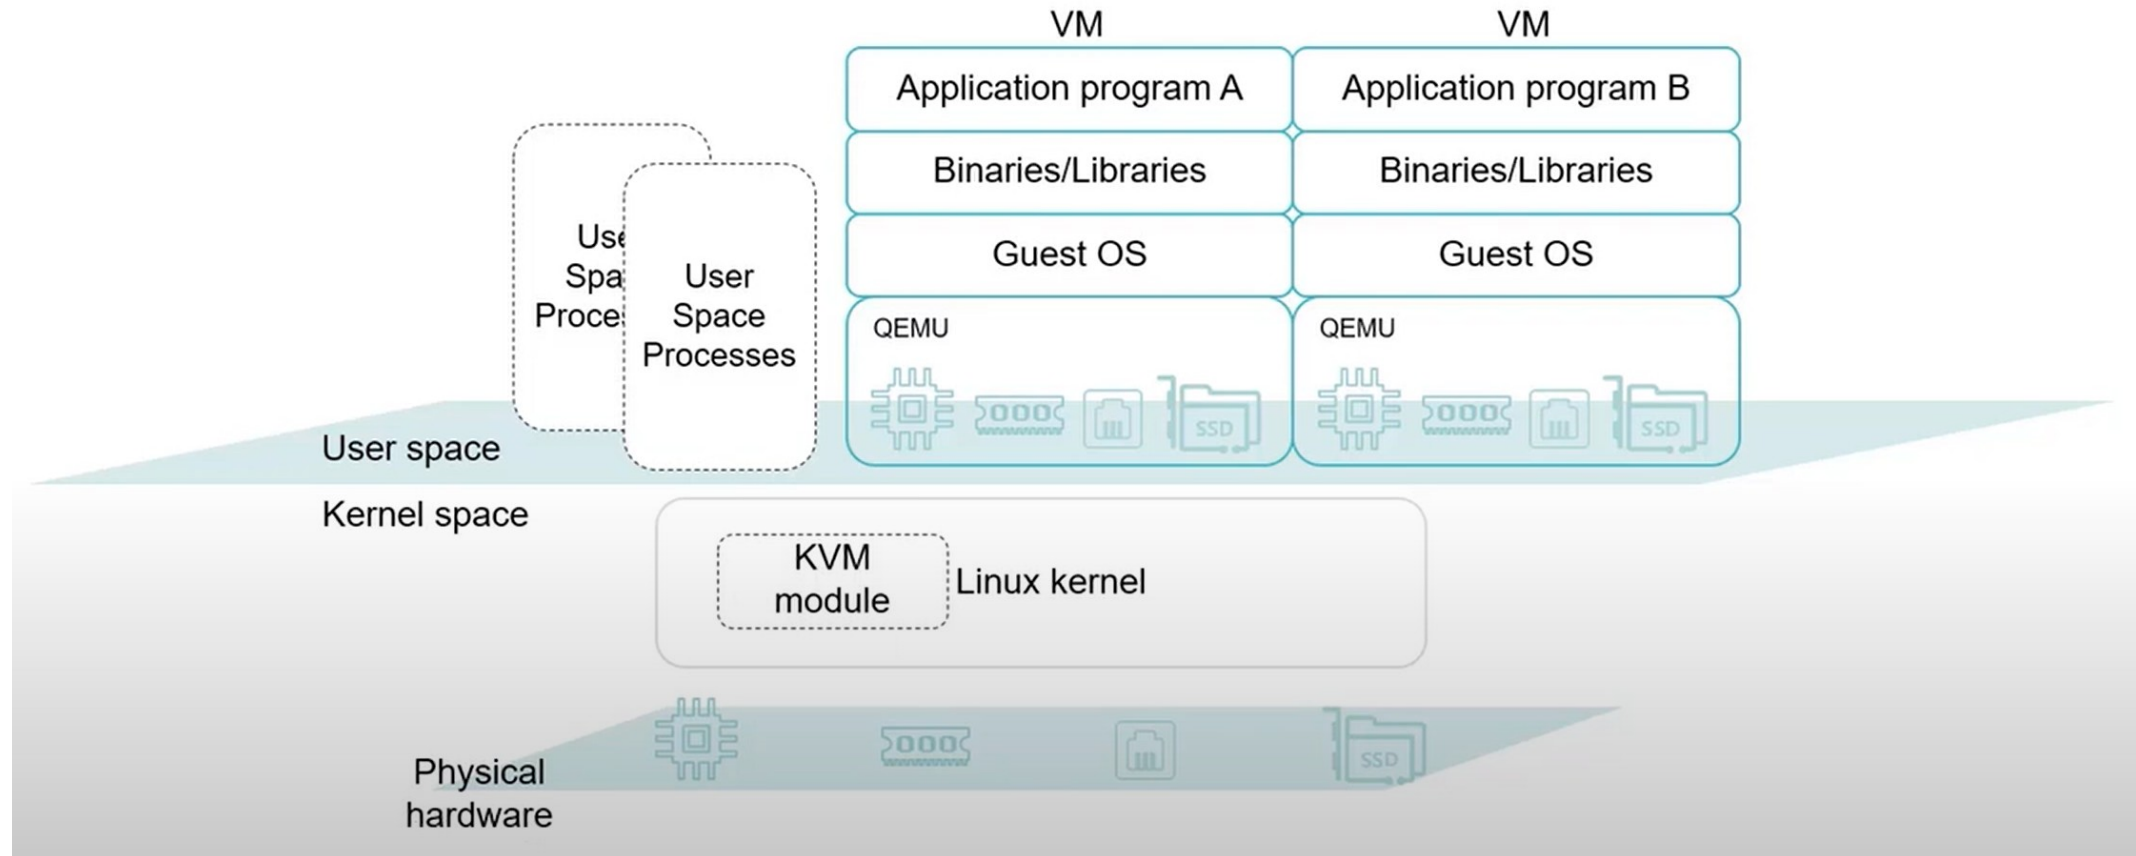 VM
VM
Application program A
Application program B
Binaries/Libraries
Binaries/Libraries
Guest OS
Guest OS
QEMU
QEMU
SSD
SSD
User
Space
Processes
User space
Kernel space
KVM
module
Linux kernel
SSD
Physical
hardware